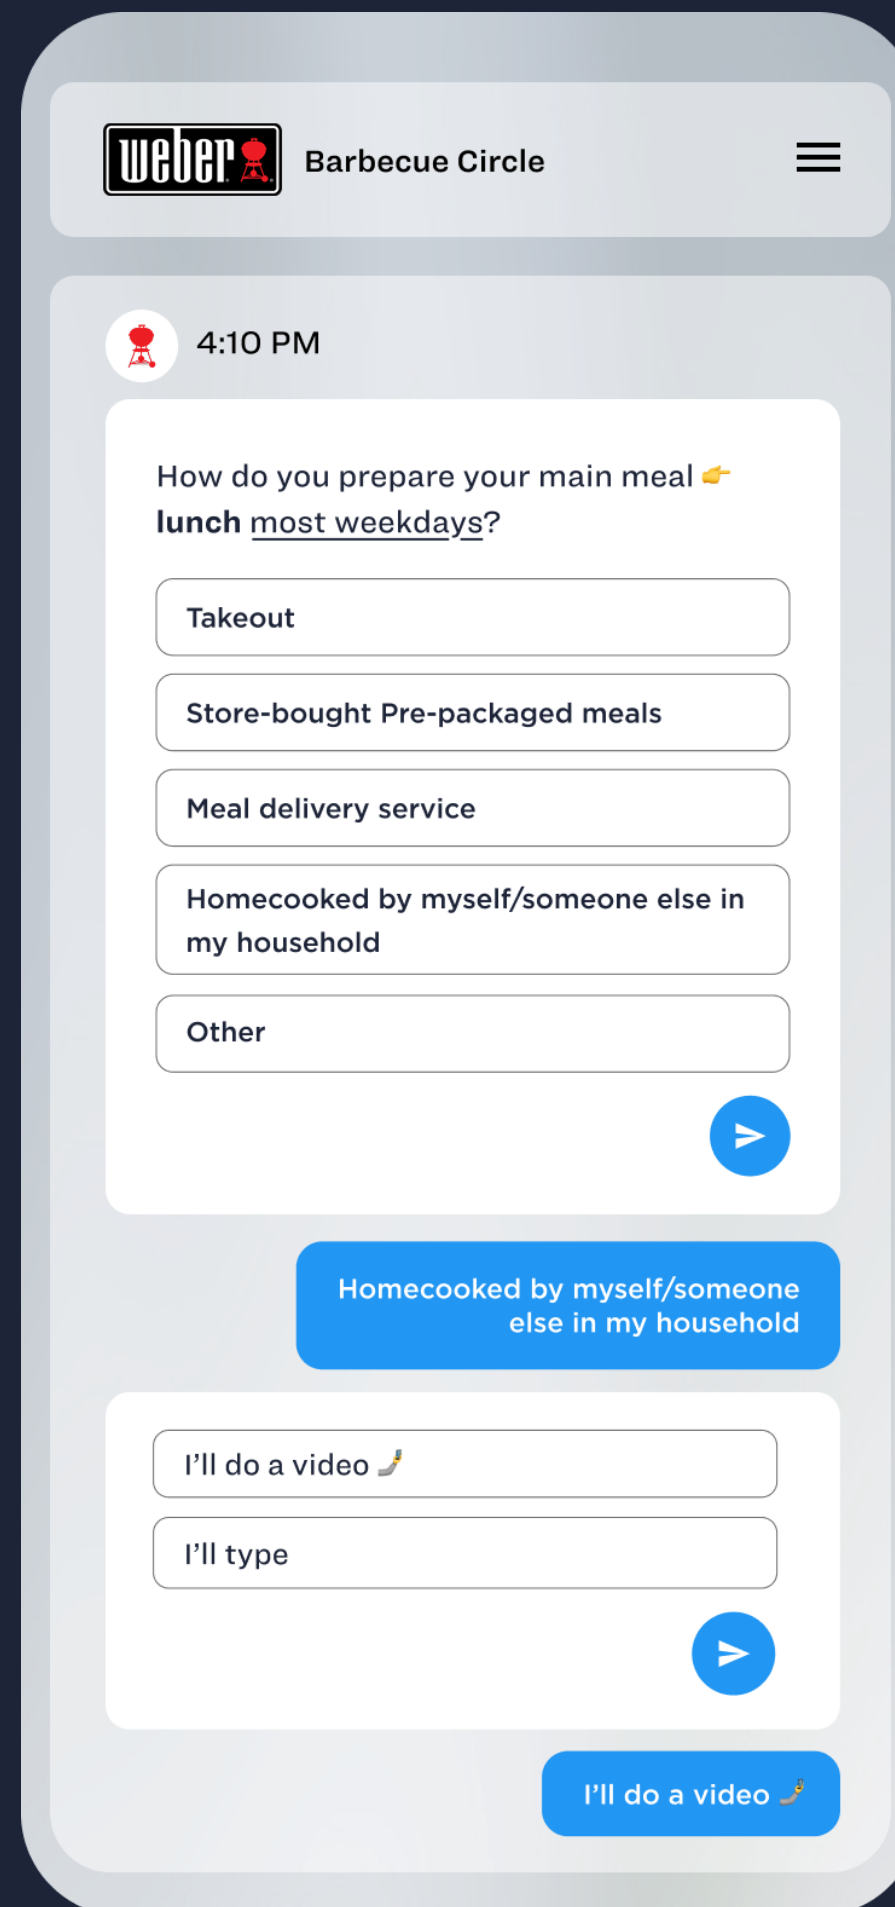 weber
Barbecue Circle
4:10 PM
How do you prepare your main meal 👉
lunch most weekdays?
Takeout
Store-bought Pre-packaged meals
Meal delivery service
Homecooked by myself/someone else in
my household
Other
Homecooked by myself/someone
else in my household
I’ll do a video 🤳
I’ll type
I’ll do a video 🤳